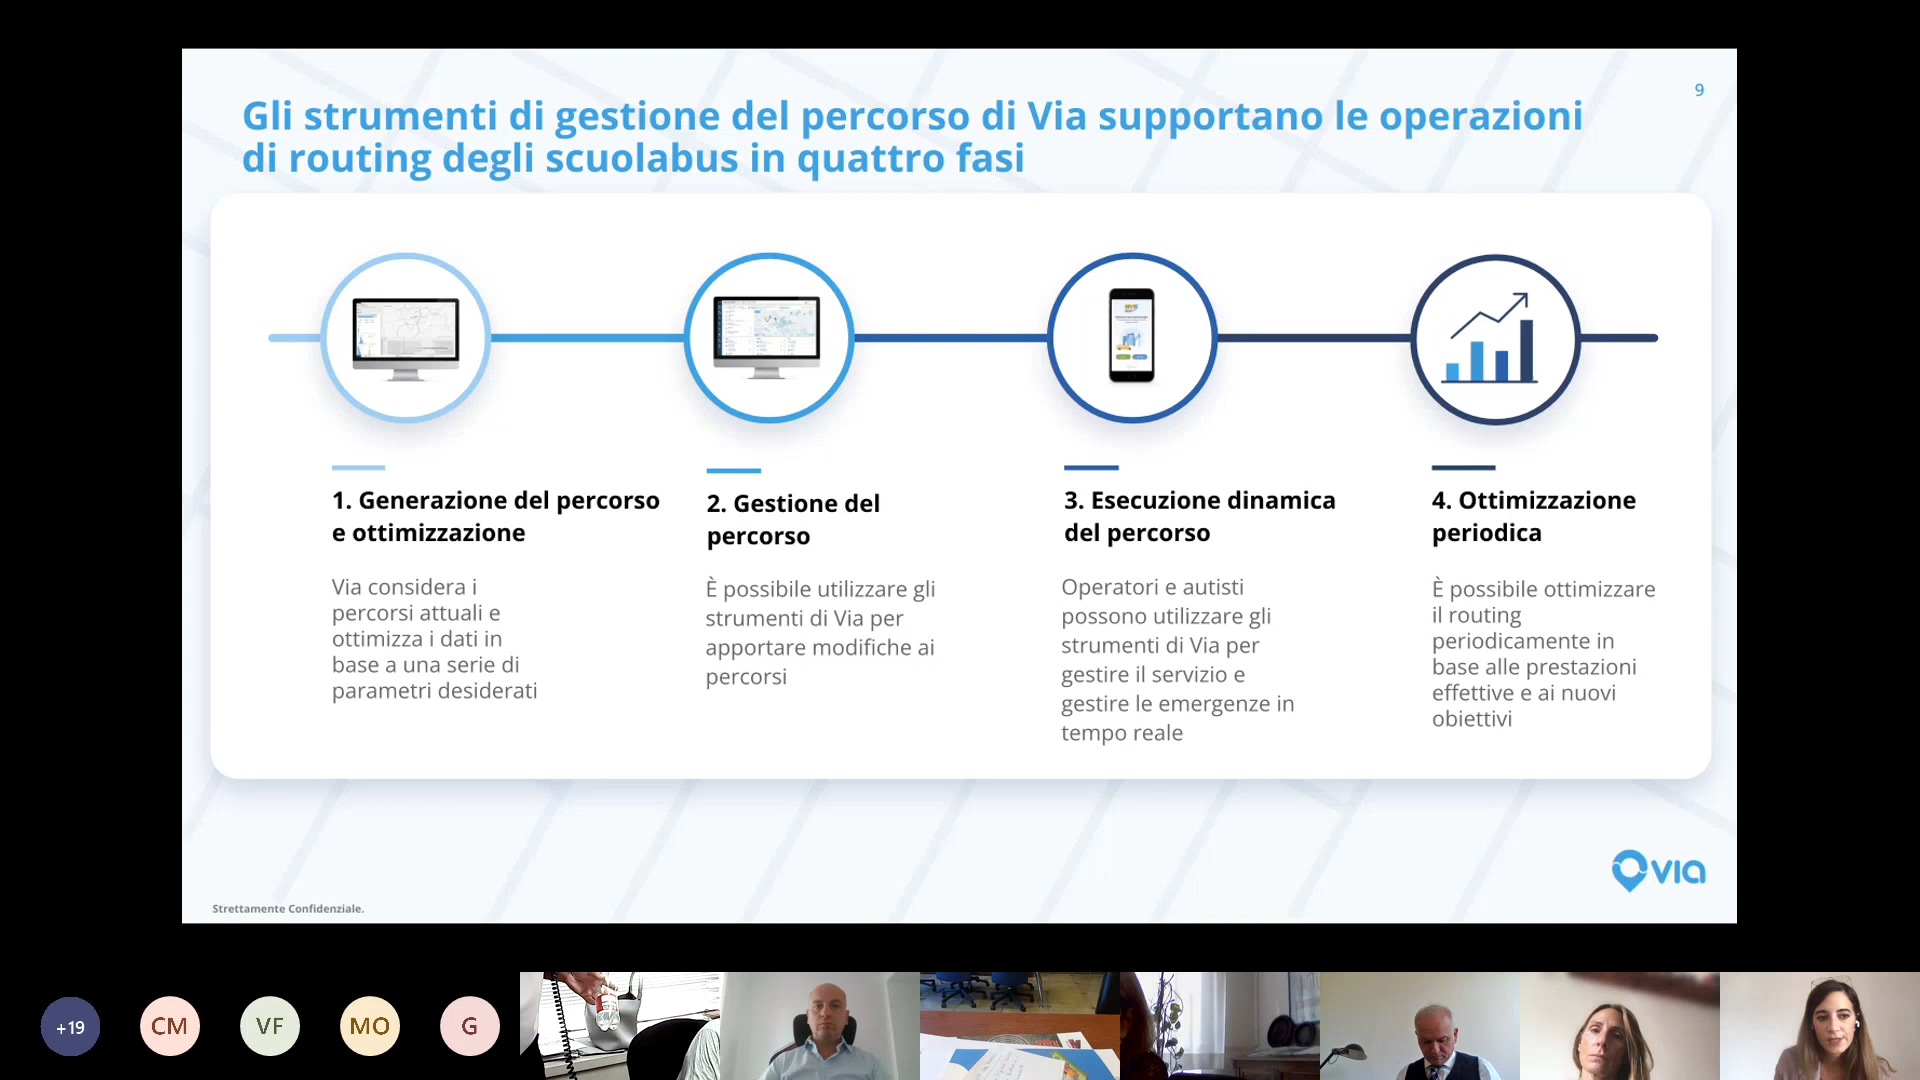 9
Gli strumenti di gestione del percorso di Via supportano le operazioni
di routing degli scuolabus in quattro fasi
1. Generazione del percorso
e ottimizzazione
Via considera i
percorsi attuali e
ottimizza i dati in
base a una serie di
parametri desiderati
2. Gestione del
percorso
È possibile utilizzare gli
strumenti di Via per
apportare modifiche ai
percorsi
3. Esecuzione dinamica
del percorso
Operatori e autisti
possono utilizzare gli
strumenti di Via per
gestire il servizio e
gestire le emergenze in
tempo reale
4. Ottimizzazione
periodica
È possibile ottimizzare
il routing
periodicamente in
base alle prestazioni
effettive e ai nuovi
obiettivi
via
Strettamente Confidenziale.
+19
CM
VF
MO
G